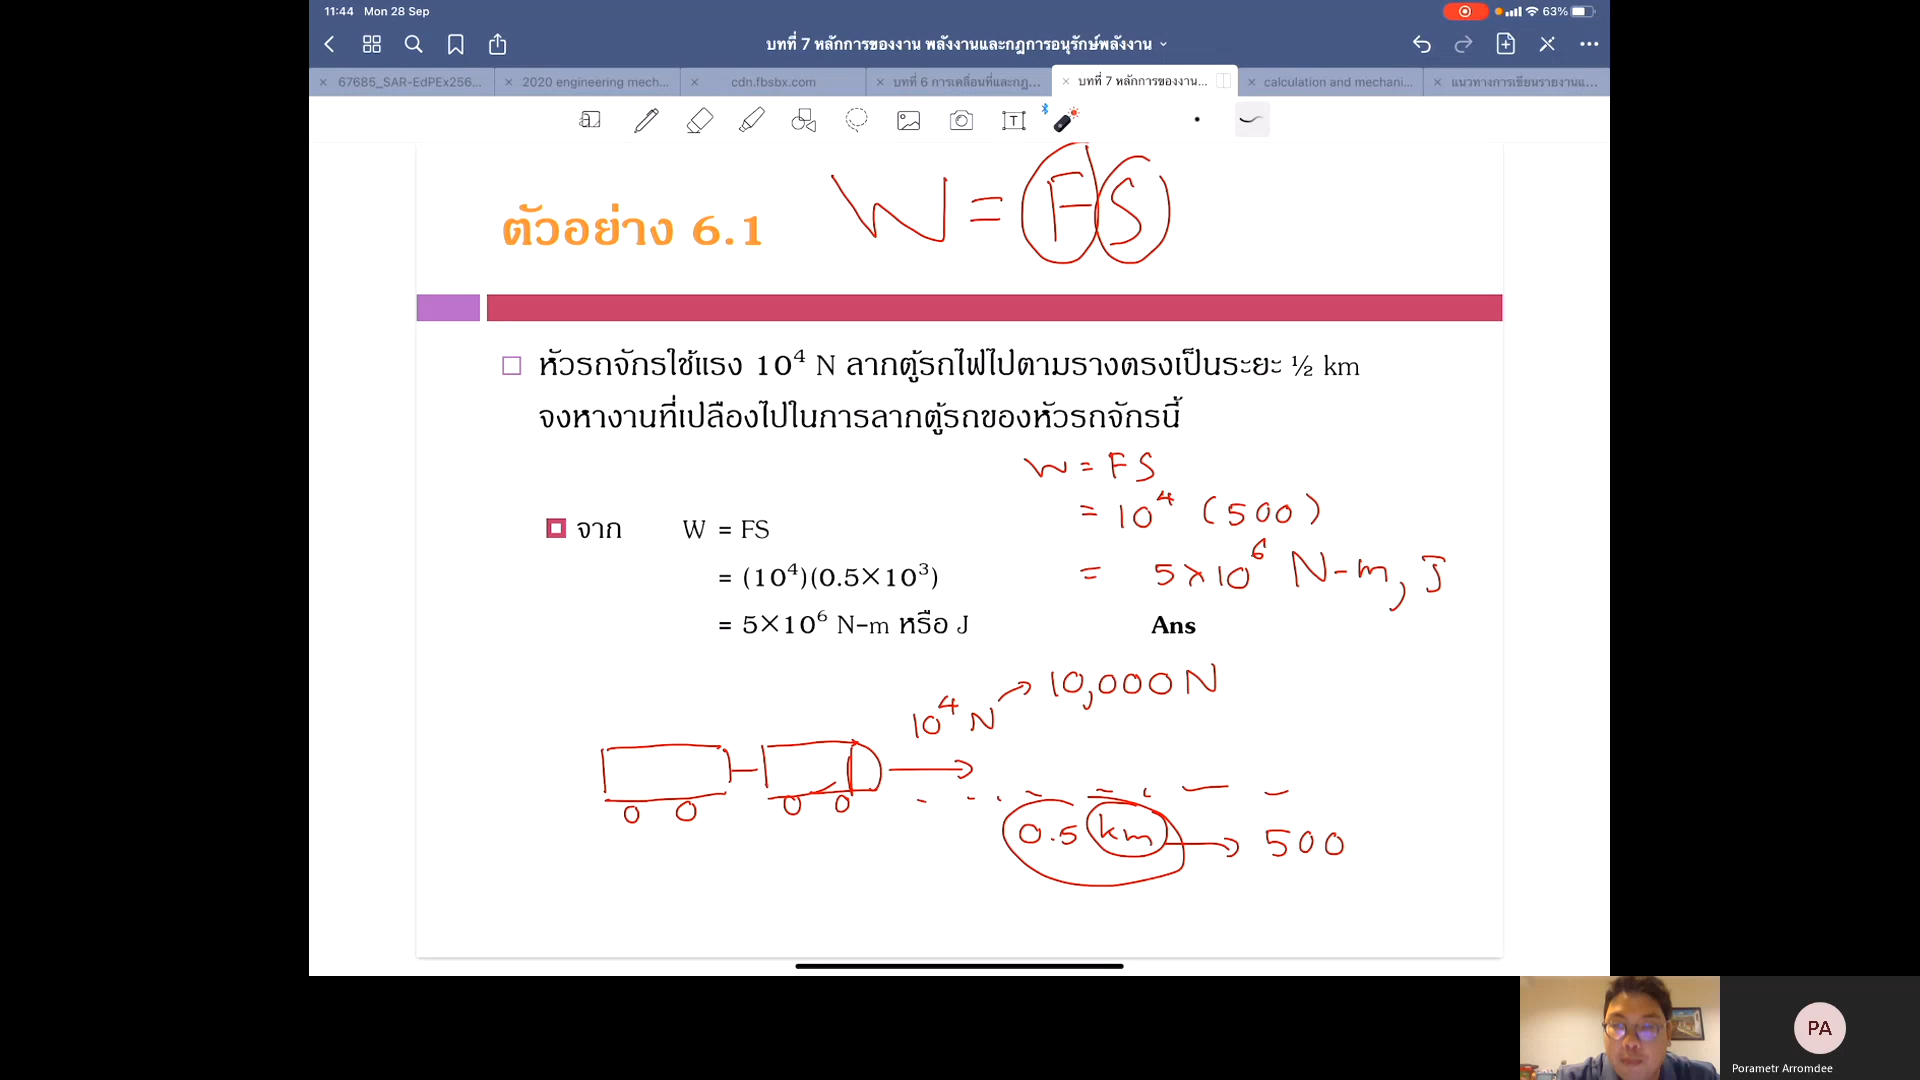 11:44 Mon 28 Sep
63%
บทที่ 7 หลักการของงาน พลังงานและกฎการอนุรักษ์พลังงาน
67685_SAR-EdPEx256...
2020 engineering mech...
cdn.fbsbx.com
บทที่ 6 การเคลื่อนที่และกฎ...
บทที่ 7 หลักการของงาน...
calculation and mechani...
แนวทางการเขียนรายงานแ...
W = FS
ตัวอย่าง 6.1
หัวรถจักรใช้แรง 10⁴ N ลากตู้รถไฟไปตามรางตรงเป็นระยะ ½ km
จงหางานที่เปลืองไปในการลากตู้รถของหัวรถจักรนี้
W = FS
= 10⁴ (500)
= 5×10⁶ N-m, J
จาก W = FS
= (10⁴)(0.5×10³)
= 5×10⁶ N-m หรือ J Ans
10⁴ N → 10,000 N
0.5 km → 500
PA
Porametr Arromdee